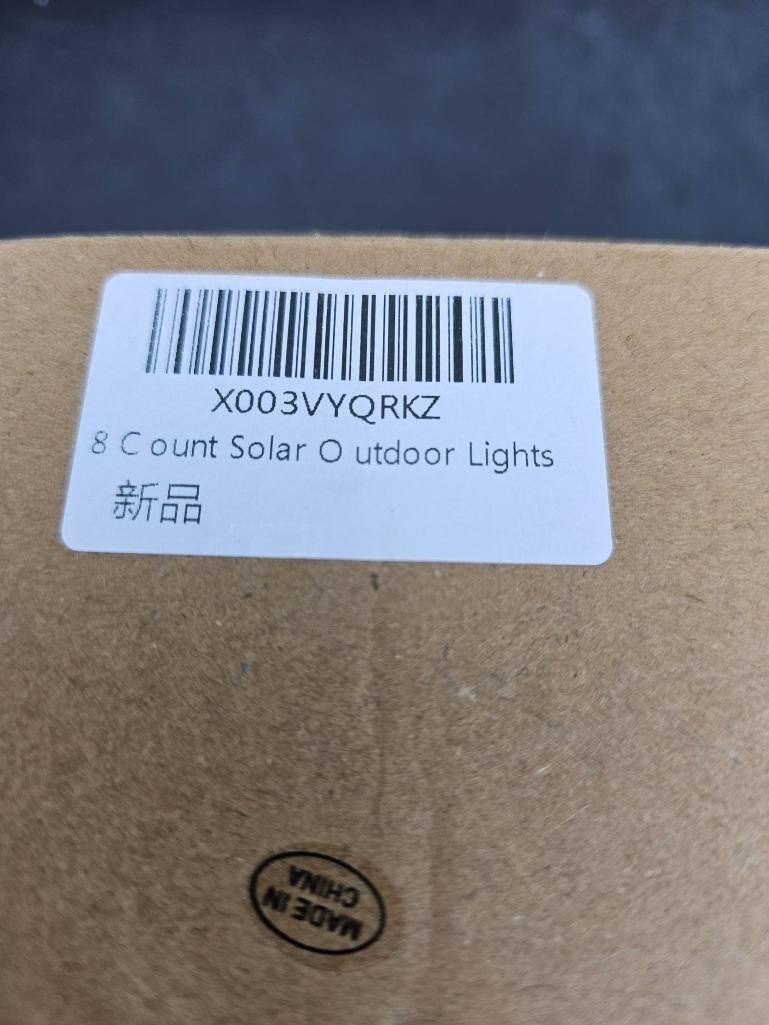 X003VYQRKZ
8 C ount Solar O utdoor Lights
新品
MADE IN
CHINA